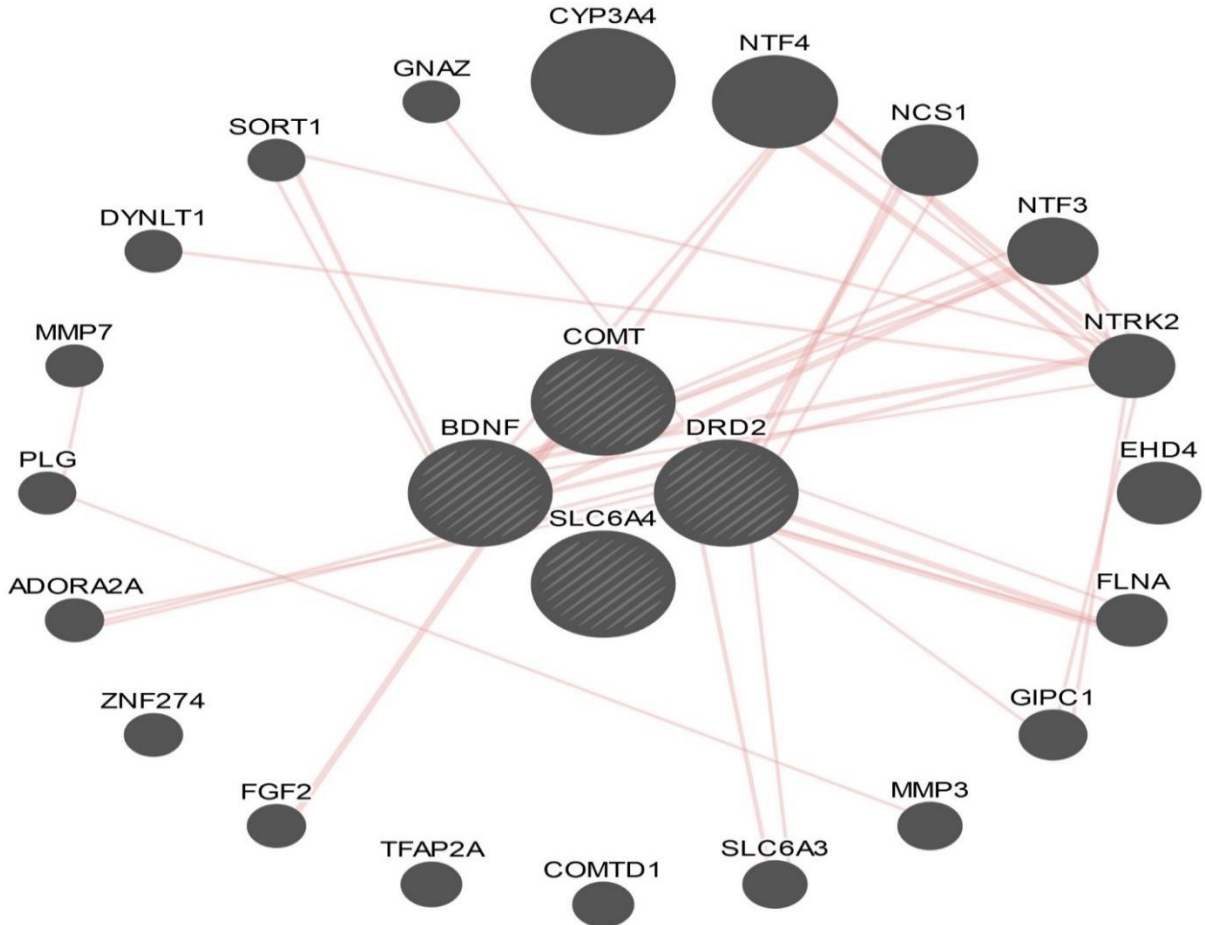 CYP3A4
NTF4
GNAZ
NCS1
SORT1
NTF3
DYNLT1
NTRK2
MMP7
COMT
BDNF
DRD2
EHD4
PLG
SLC6A4
ADORA2A
FLNA
ZNF274
GIPC1
FGF2
MMP3
TFAP2A
SLC6A3
COMTD1